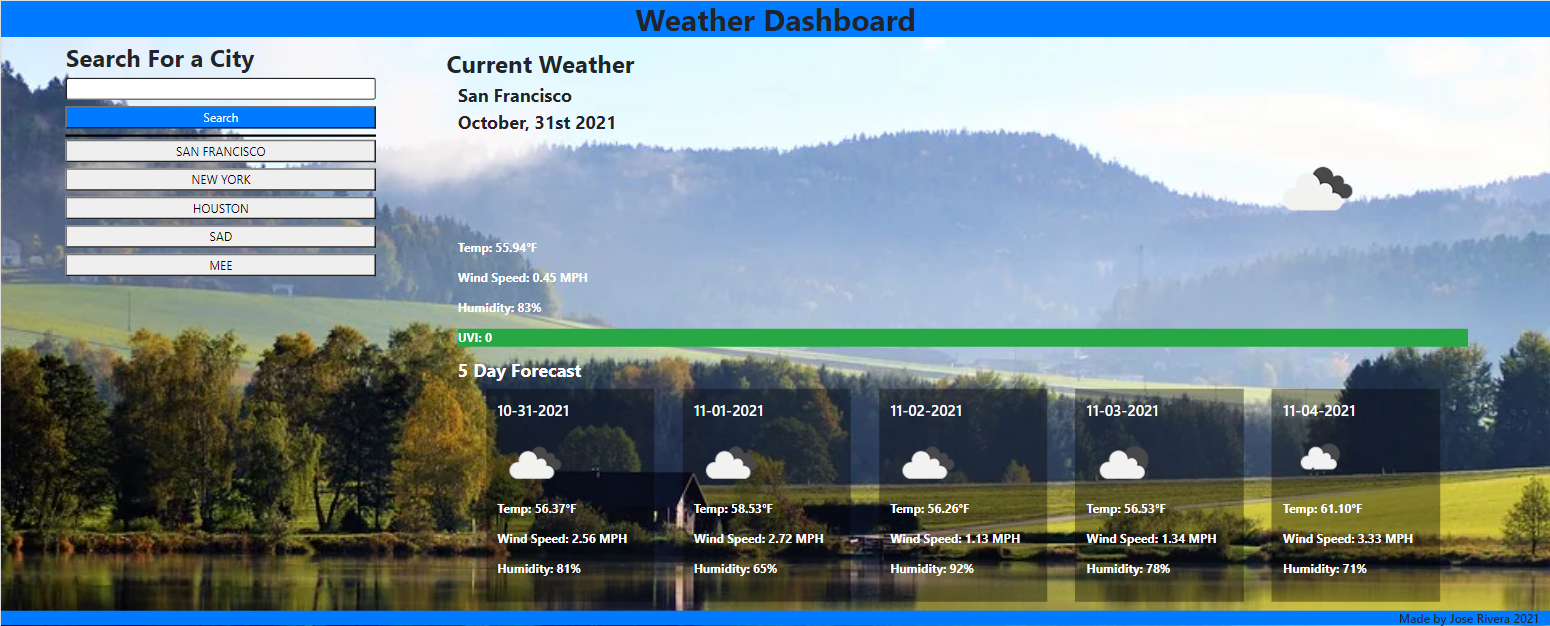 Weather Dashboard
Search For a City
Search
SAN FRANCISCO
NEW YORK
HOUSTON
SAD
MEE
Current Weather
San Francisco
October, 31st 2021
Temp: 55.94°F
Wind Speed: 0.45 MPH
Humidity: 83%
UVI: 0
5 Day Forecast
10-31-2021
Temp: 56.37°F
Wind Speed: 2.56 MPH
Humidity: 81%
11-01-2021
Temp: 58.53°F
Wind Speed: 2.72 MPH
Humidity: 65%
11-02-2021
Temp: 56.26°F
Wind Speed: 1.13 MPH
Humidity: 92%
11-03-2021
Temp: 56.53°F
Wind Speed: 1.34 MPH
Humidity: 78%
11-04-2021
Temp: 61.10°F
Wind Speed: 3.33 MPH
Humidity: 71%
Made by Jose Rivera 2021